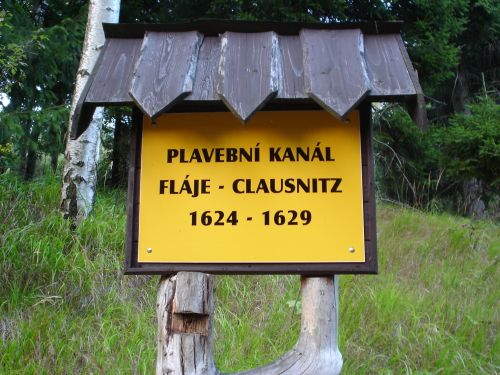 PLAVEBNÍ KANÁL
FLÁJE - CLAUSNITZ
1624 - 1629